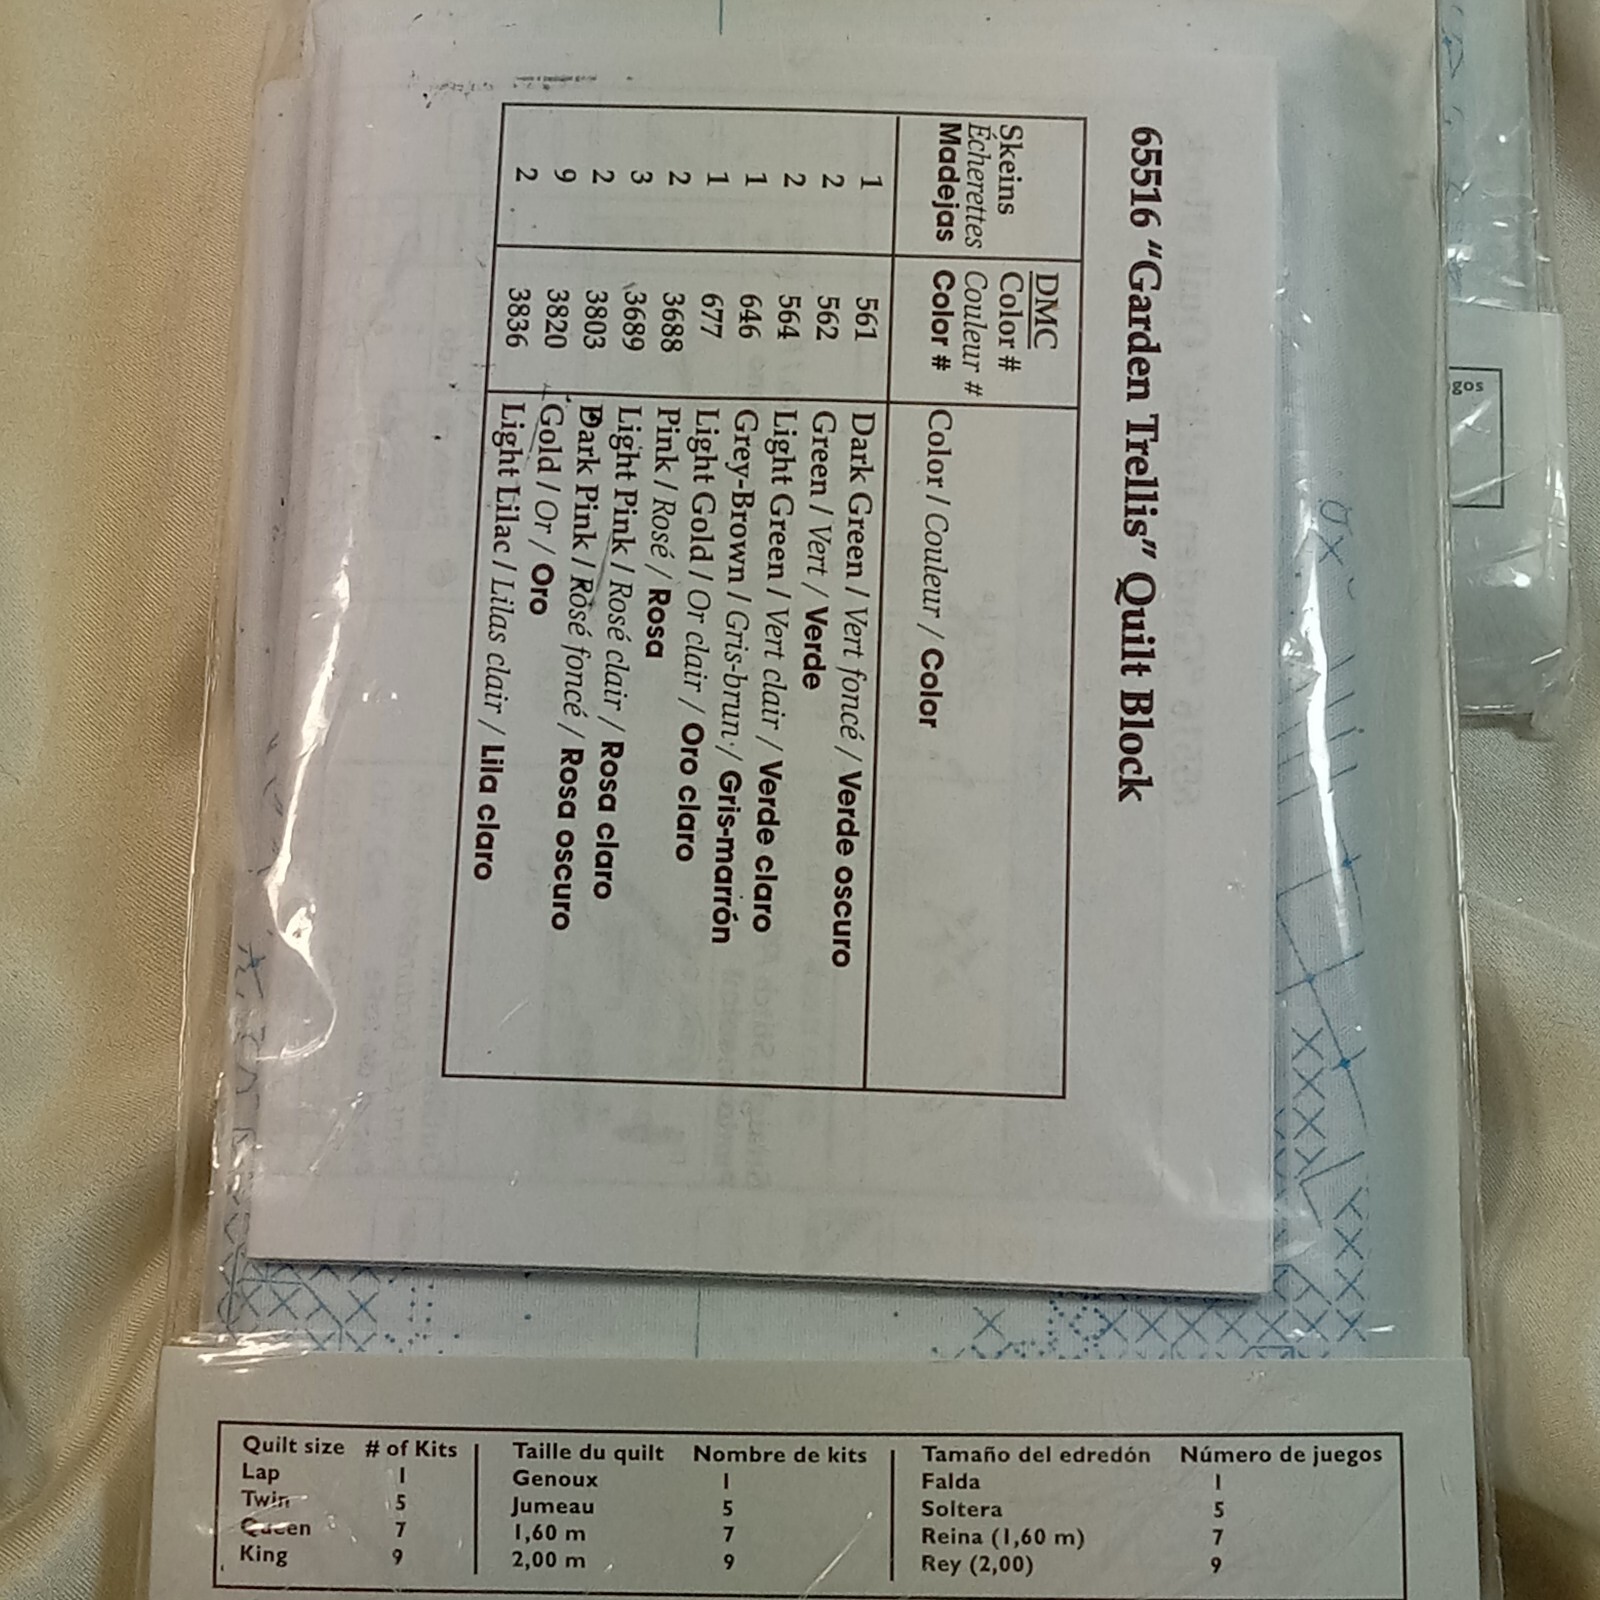 65516 “Garden Trellis” Quilt Block
DMC
Skeins Color #
Écherettes Couleur # Color / Couleur / Color
Madejas Color #
1 561 Dark Green / Vert foncé / Verde oscuro
2 562 Green / Vert / Verde
2 564 Light Green / Vert clair / Verde claro
1 646 Grey-Brown / Gris-brun / Gris-marrón
1 677 Light Gold / Or clair / Oro claro
2 3688 Pink / Rosé / Rosa
3 3689 Light Pink / Rosé clair / Rosa claro
2 3803 Dark Pink / Rosé foncé / Rosa oscuro
9 3820 Gold / Or / Oro
2 3836 Light Lilac / Lilas clair / Lila claro
gos
Quilt size # of Kits Taille du quilt Nombre de kits Tamaño del edredón Número de juegos
Lap 1 Genoux 1 Falda 1
Twin 5 Jumeau 5 Soltera 5
Queen 7 1,60 m 7 Reina (1,60 m) 7
King 9 2,00 m 9 Rey (2,00) 9